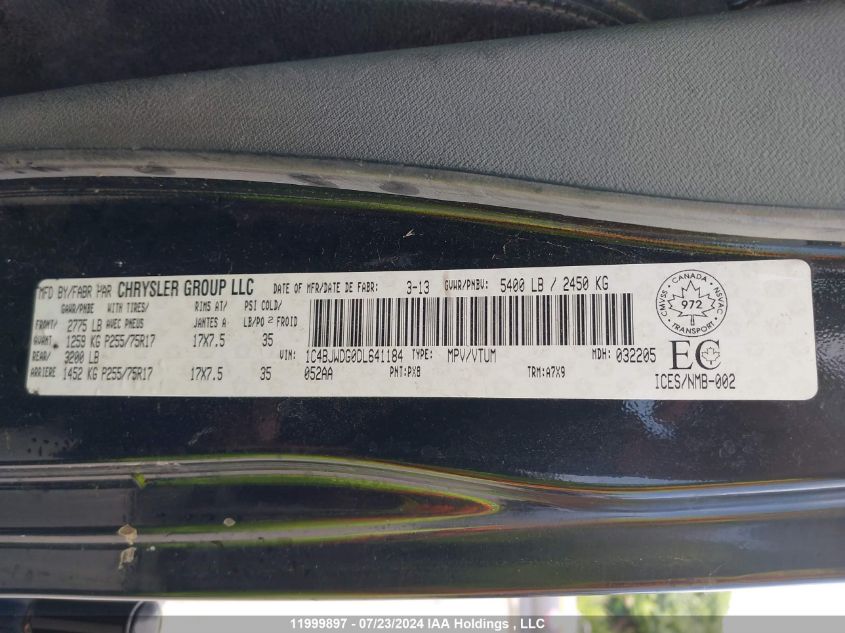 MFD BY/FABR PAR CHRYSLER GROUP LLC DATE OF MFR/DATE DE FABR: 3-13 GVWR/PNBV: 5400 LB / 2450 KG
GAWR/PNBE WITH TIRES/ RIMS AT/ PSI COLD/
FRONT/ 2775 LB AVEC PNEUS JANTES A LB/PO2 FROID
AVANT 1259 KG P255/75R17 17X7.5 35
REAR/ 3200 LB
ARRIERE 1452 KG P255/75R17 17X7.5 35
VIN: 1C4BJWDG0DL641184 TYPE: MPV/VTUM MDH: 032205
052AA PNT:PX8 TRM:A7X9
CMVSS CANADA NSVAC
972
TRANSPORT
EC
ICES/NMB-002
11999897 - 07/23/2024 IAA Holdings , LLC